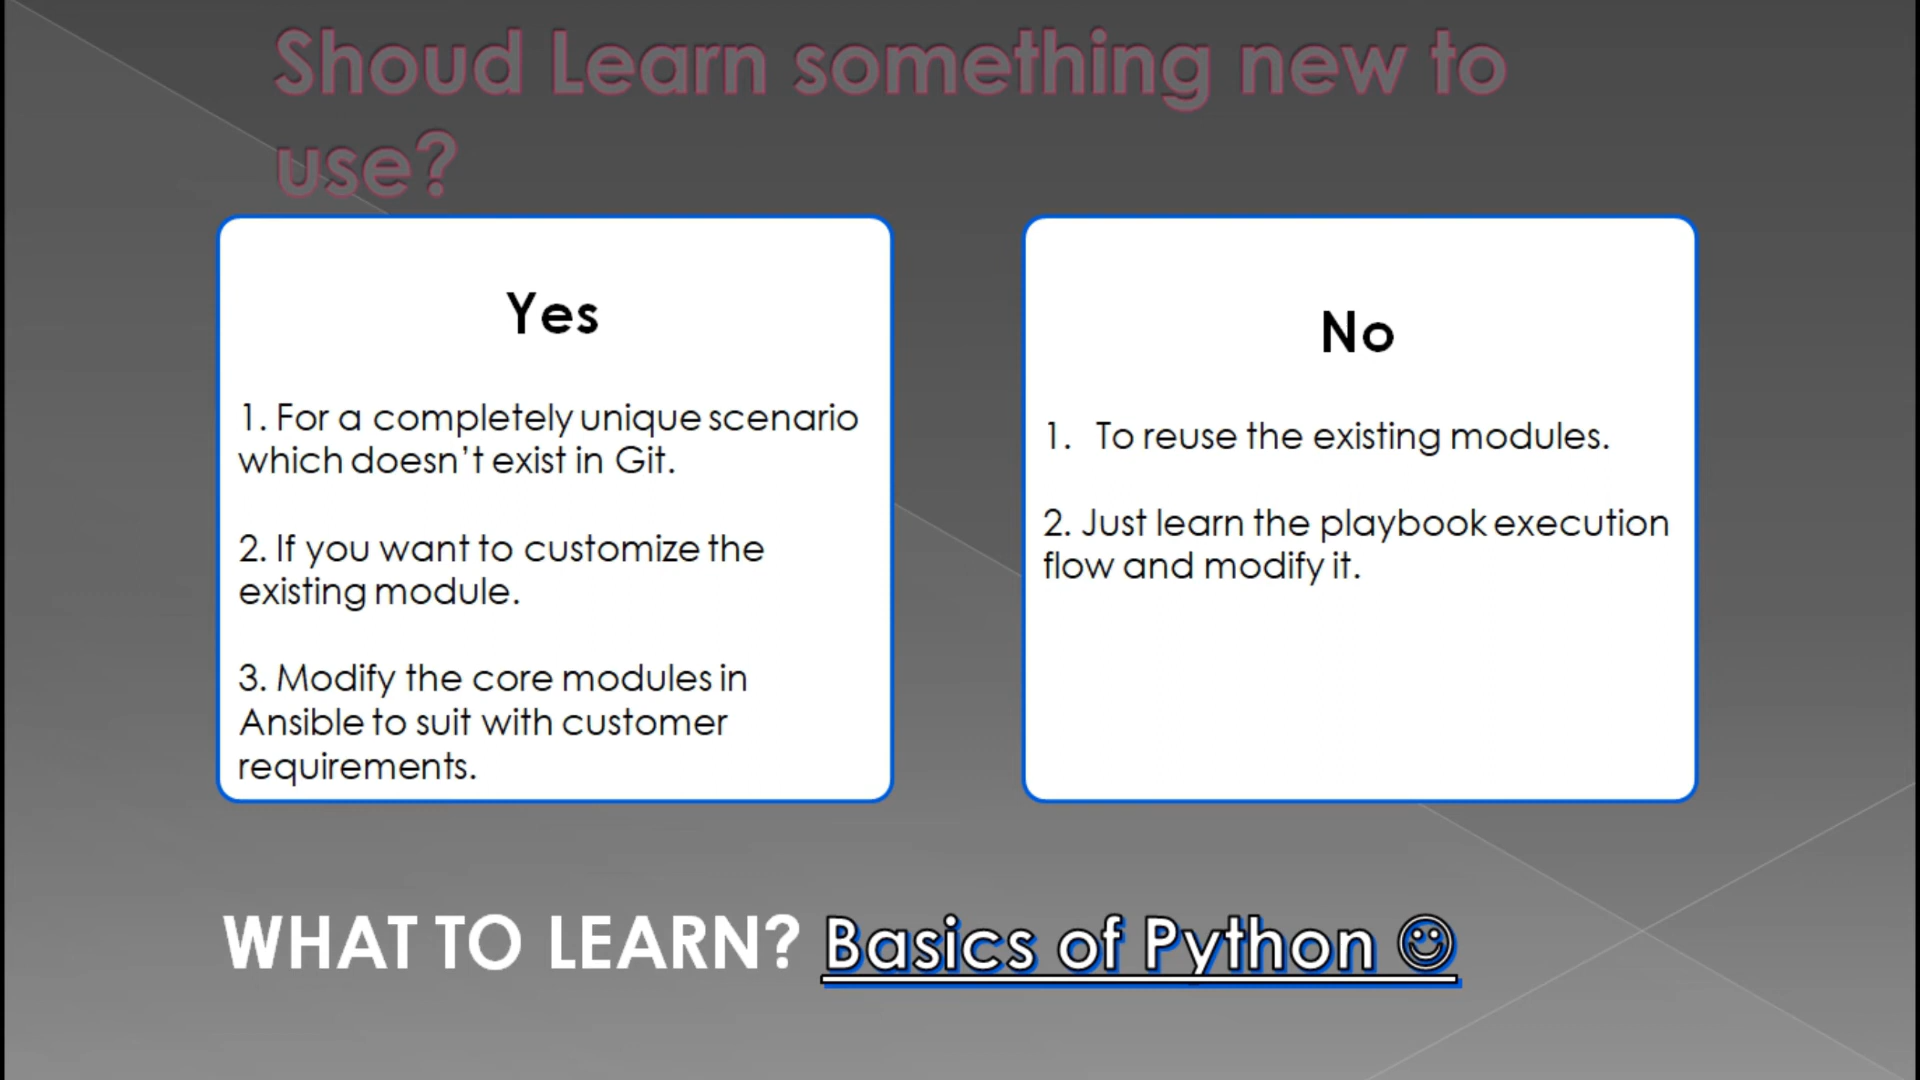 Shoud Learn something new to
use?
Yes
1. For a completely unique scenario
which doesn’t exist in Git.
2. If you want to customize the
existing module.
3. Modify the core modules in
Ansible to suit with customer
requirements.
No
1. To reuse the existing modules.
2. Just learn the playbook execution
flow and modify it.
WHAT TO LEARN? Basics of Python ☺